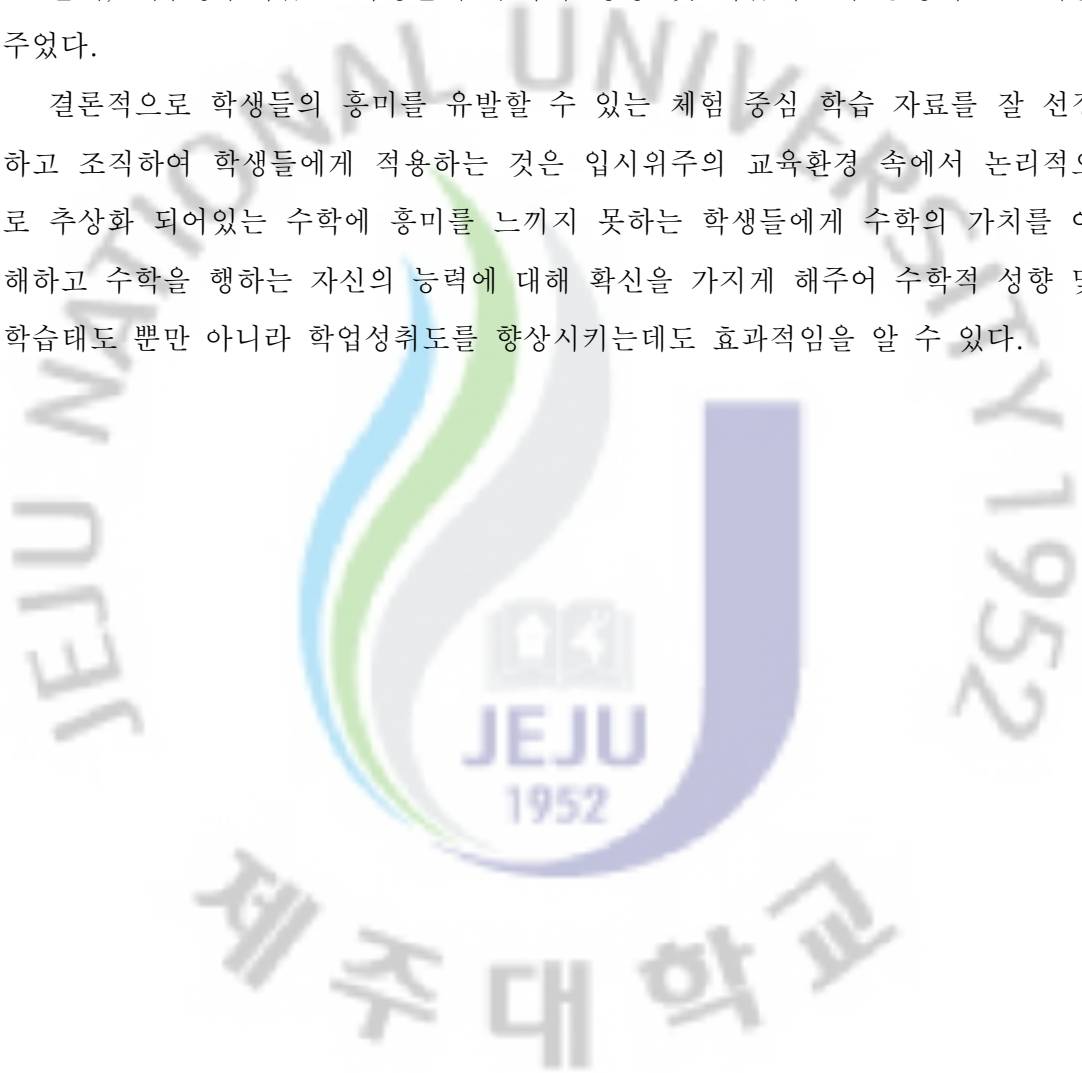 주었다.
결론적으로 학생들의 흥미를 유발할 수 있는 체험 중심 학습 자료를 잘
하고 조직하여 학생들에게 적용하는 것은 입시위주의 교육환경 속에서
로 추상화 되어있는 수학에 흥미를 느끼지 못하는 학생들에게 수학의 가치를
해하고 수학을 행하는 자신의 능력에 대해 확신을 가지게 해주어 수학적 성향 및
학습태도 뿐만 아니라 학업성취도를 향상시키는데도 효과적임을 알 수 있다.
JEJU NATIONAL UNIVERSITY 1952
JEJU
1952
제주대학교